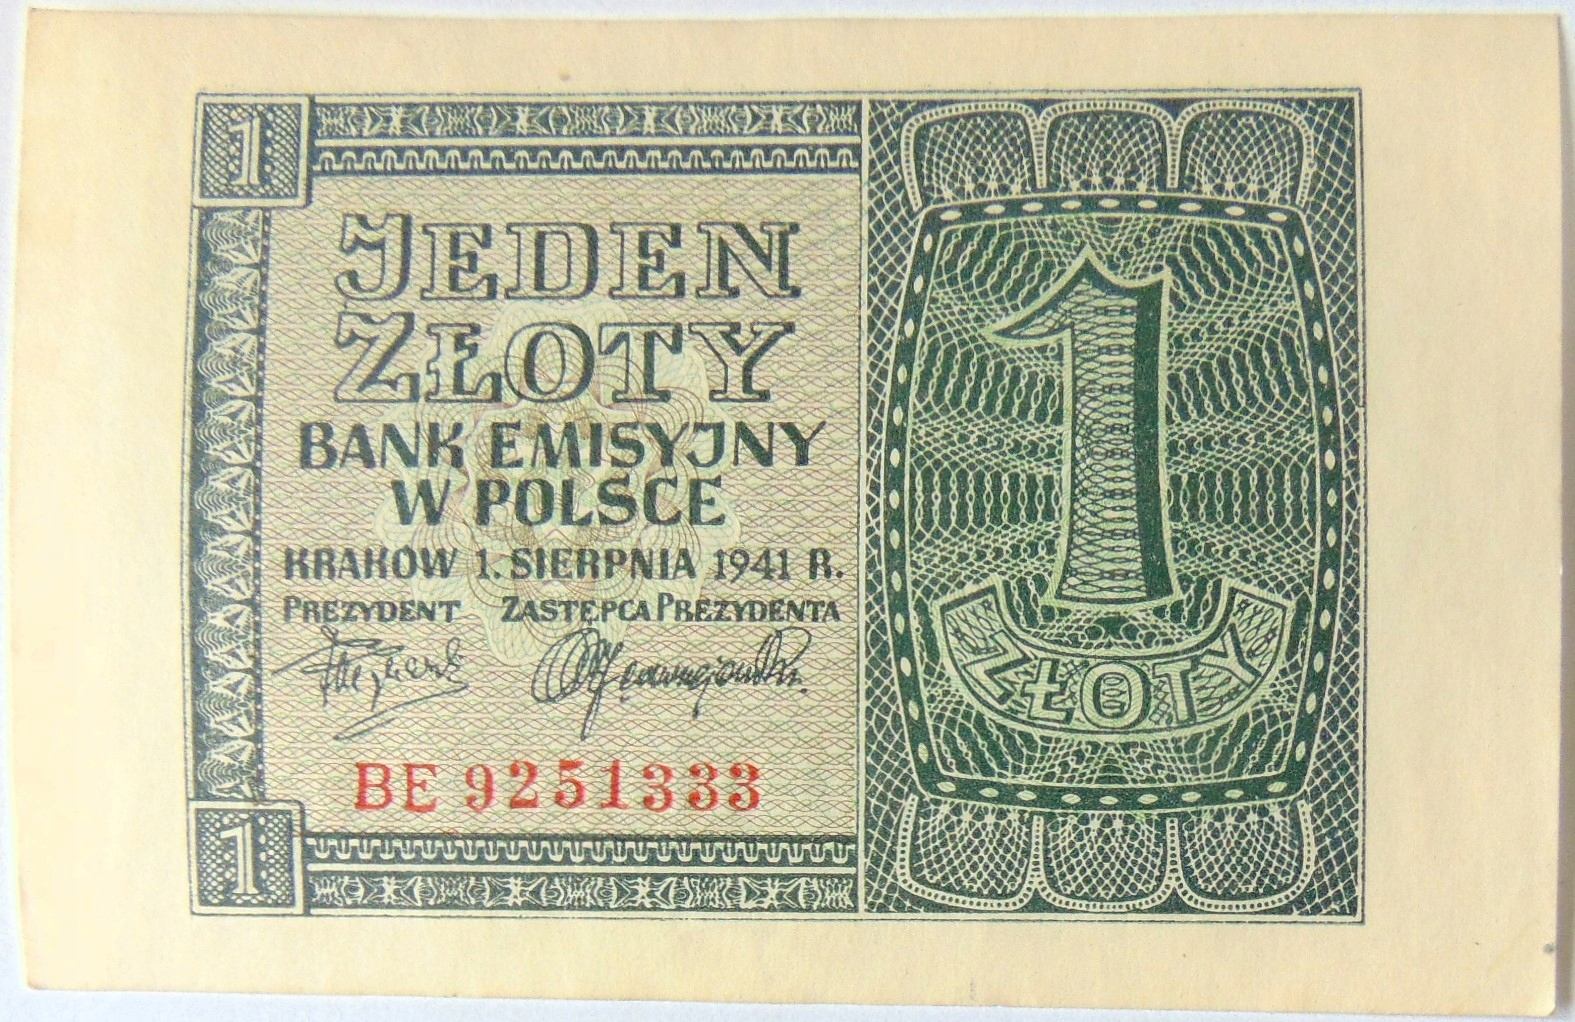 1
JEDEN
ZŁOTY
BANK EMISYJNY
W POLSCE
KRAKÓW 1. SIERPNIA 1941 R.
PREZYDENT ZASTĘPCA PREZYDENTA
BE 9251333
1
1
ZŁOTY